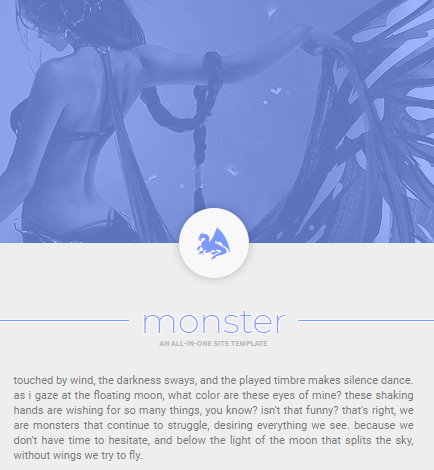 monster
AN ALL-IN-ONE SITE TEMPLATE
touched by wind, the darkness sways, and the played timbre makes silence dance.
as i gaze at the floating moon, what color are these eyes of mine? these shaking
hands are wishing for so many things, you know? isn't that funny? that's right, we
are monsters that continue to struggle, desiring everything we see. because we
don't have time to hesitate, and below the light of the moon that splits the sky,
without wings we try to fly.